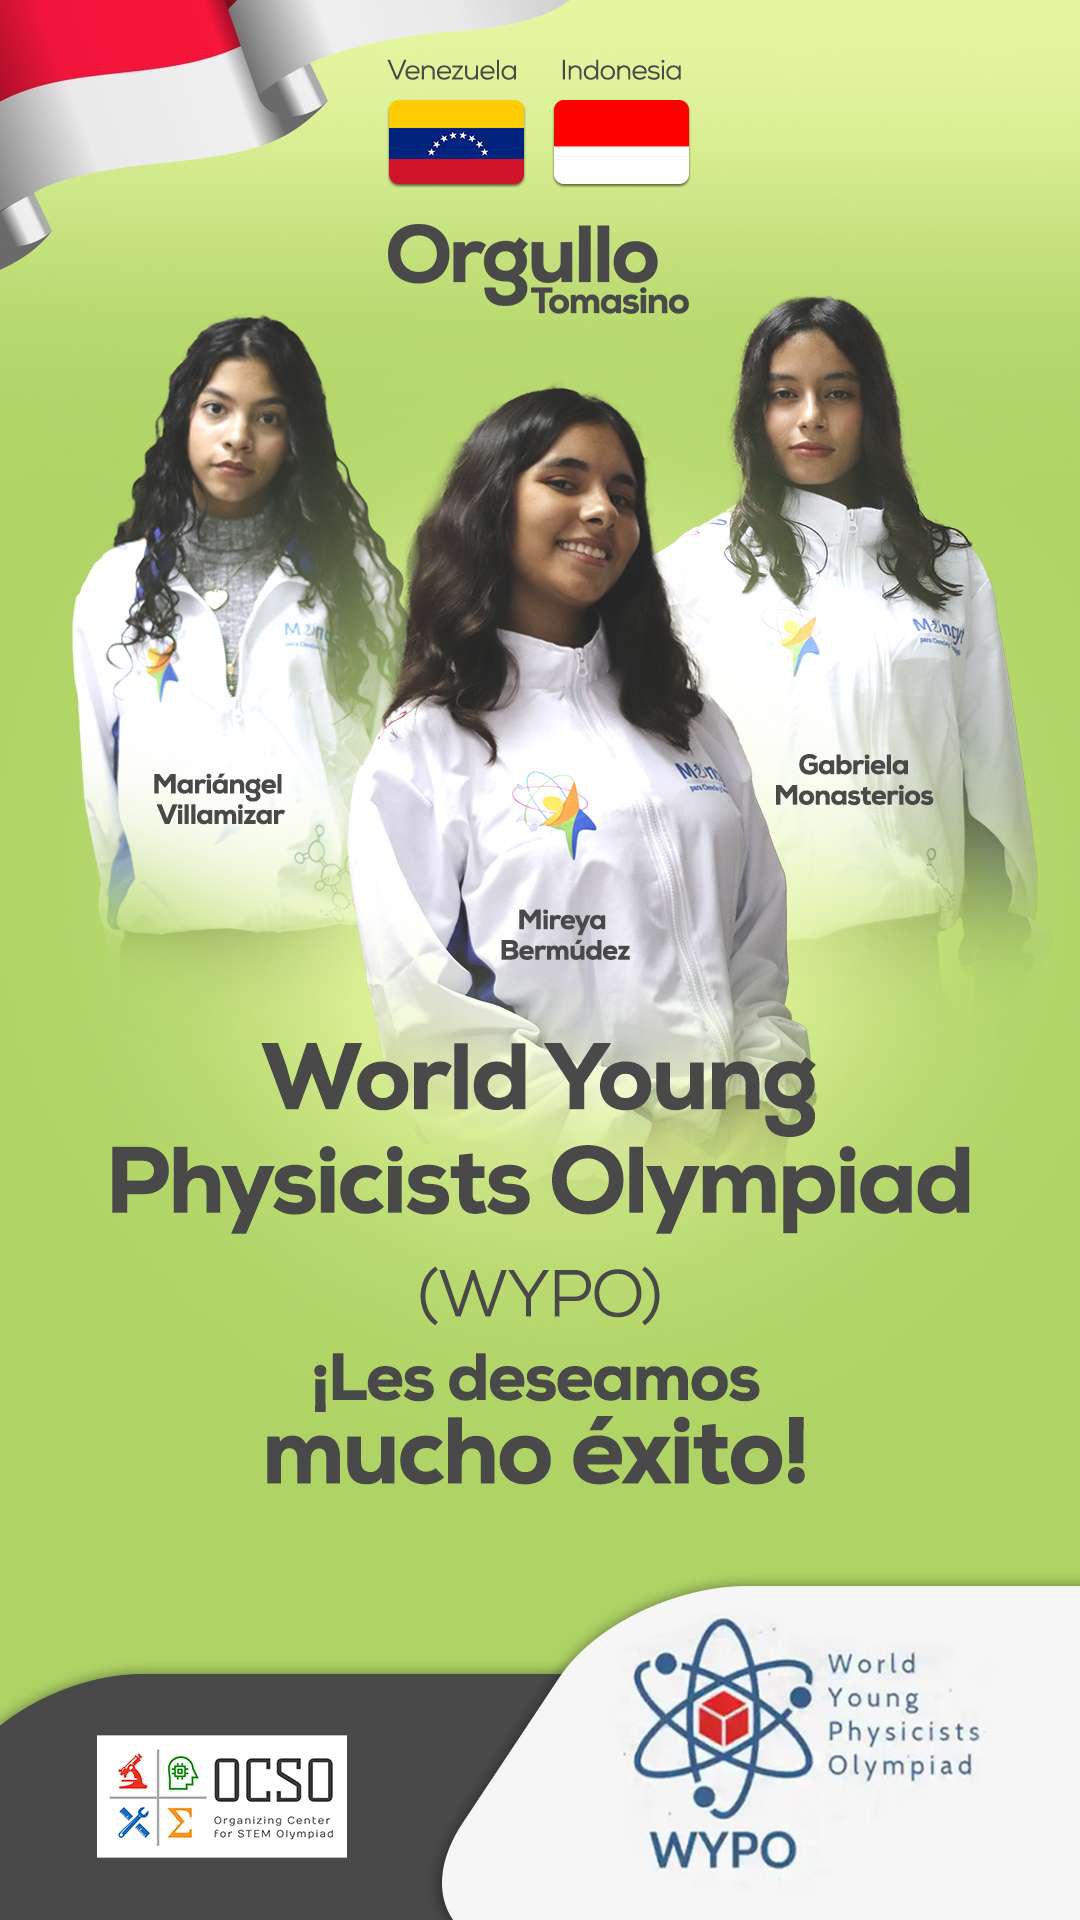 Venezuela
Indonesia
Orgullo
Tomasino
Mariángel
Villamizar
Mireya
Bermúdez
Gabriela
Monasterios
World Young
Physicists Olympiad
(WYPO)
¡Les deseamos
mucho éxito!
OCSO
Organizing Center
for STEM Olympiad
World
Young
Physicists
Olympiad
WYPO